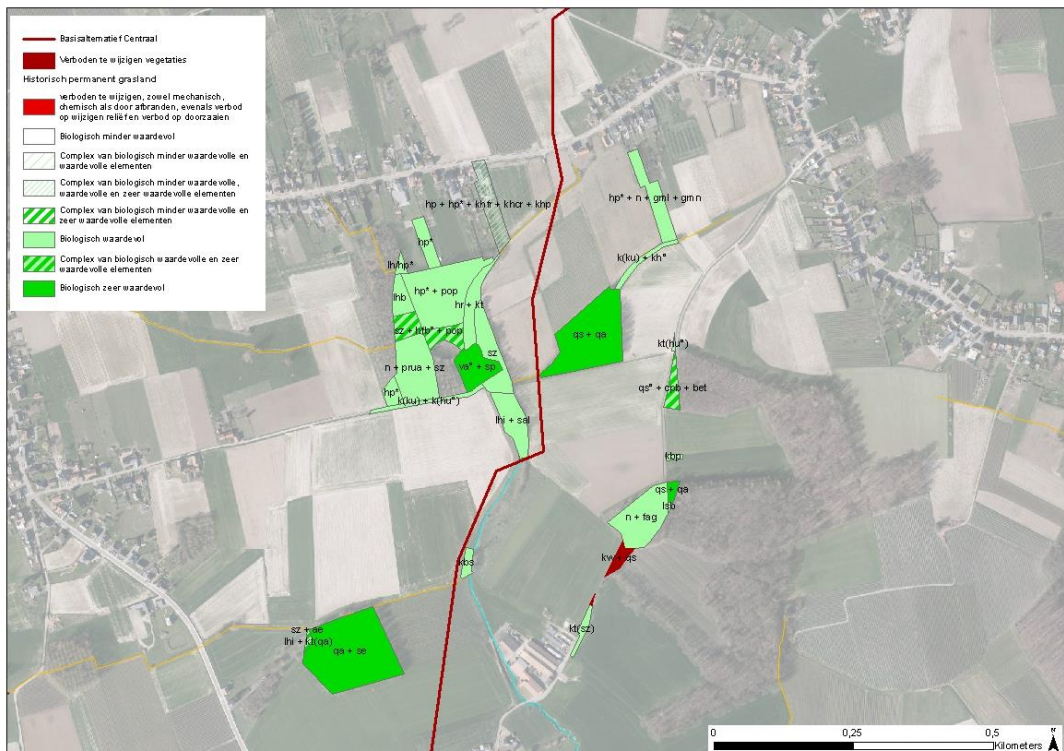 Basisalternatief Centraal
Verboden te wijzigen vegetaties
Historisch permanent grasland
verboden te wijzigen, zowel mechanisch,
chemisch als door afbranden, evenals verbod
op wijzigen reliëf en verbod op doorzaaien
Biologisch minder waardevol
Complex van biologisch minder waardevolle en
waardevolle elementen
Complex van biologisch minder waardevolle,
waardevolle en zeer waardevolle elementen
Complex van biologisch minder waardevolle en
zeer waardevolle elementen
Biologisch waardevol
Complex van biologisch waardevolle en zeer
waardevolle elementen
Biologisch zeer waardevol
hp + hp* + khfr + khcr + khp
hp* + n + gml + gmn
hp*
k(ku) + kh*
lh/hp*
hp* + pop
lhb
hr + kt
qs + qa
sz + hfb* + pop
kt(hu*)
sz
va* + sp
n + prua + sz
qs* + cpb + bet
hp*
k(ku) + k(hu*)
lhi + sal
kbp
qs + qa
lsb
n + fag
kw + qs
kbs
kt(sz)
sz + ae
lhi + kt(qa)
qa + se
0
0,25
0,5
Kilometers
N